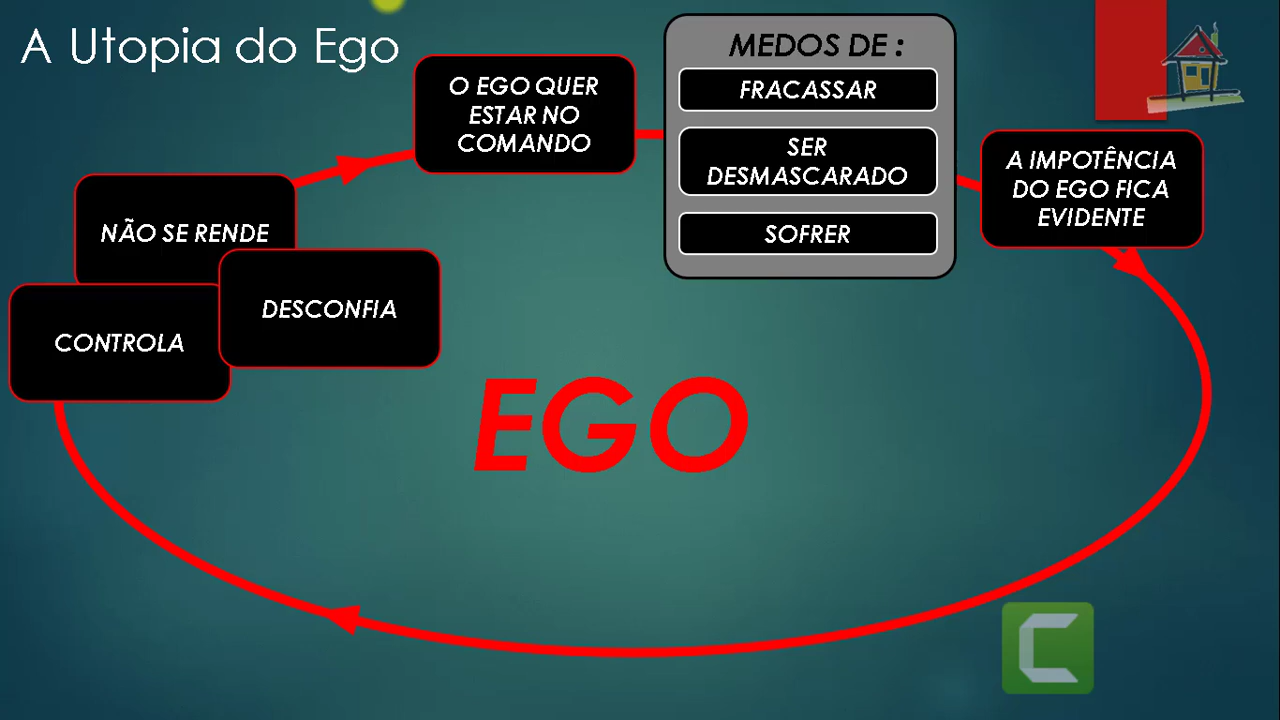 A Utopia do Ego
O EGO QUER
ESTAR NO
COMANDO
MEDOS DE :
FRACASSAR
SER
DESMASCARADO
SOFRER
A IMPOTÊNCIA
DO EGO FICA
EVIDENTE
NÃO SE RENDE
DESCONFIA
CONTROLA
EGO